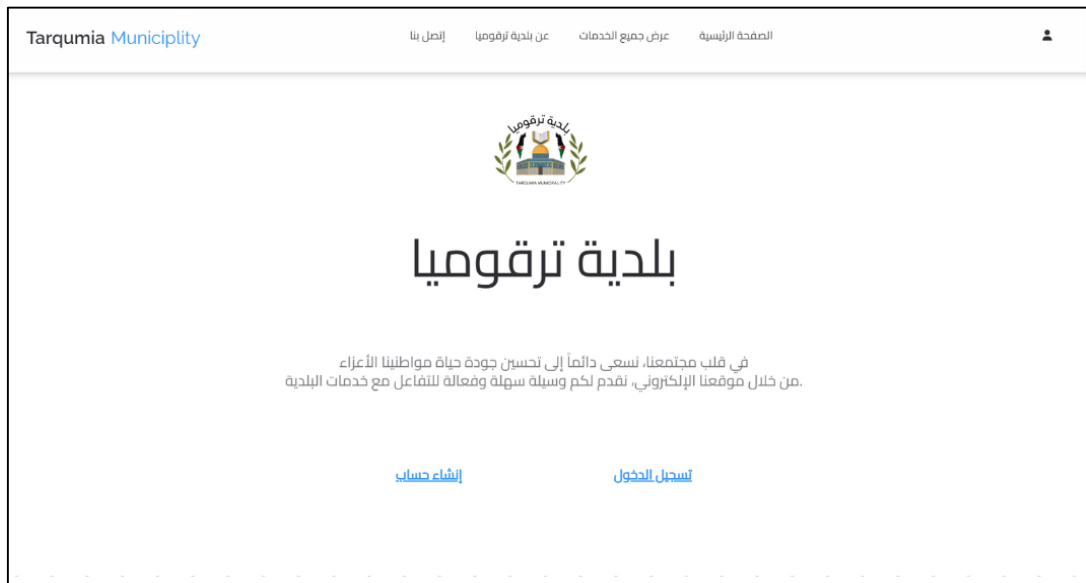 Tarqumia Municiplity
الصفحة الرئيسية
عرض جميع الخدمات
عن بلدية ترقوميا
إتصل بنا
بلدية ترقوميا
TARQUMIA MUNICIPALITY
بلدية ترقوميا
في قلب مجتمعنا، نسعى دائماً إلى تحسين جودة حياة مواطنينا الأعزاء
.من خلال موقعنا الإلكتروني، نقدم لكم وسيلة سهلة وفعالة للتفاعل مع خدمات البلدية
تسجيل الدخول
إنشاء حساب